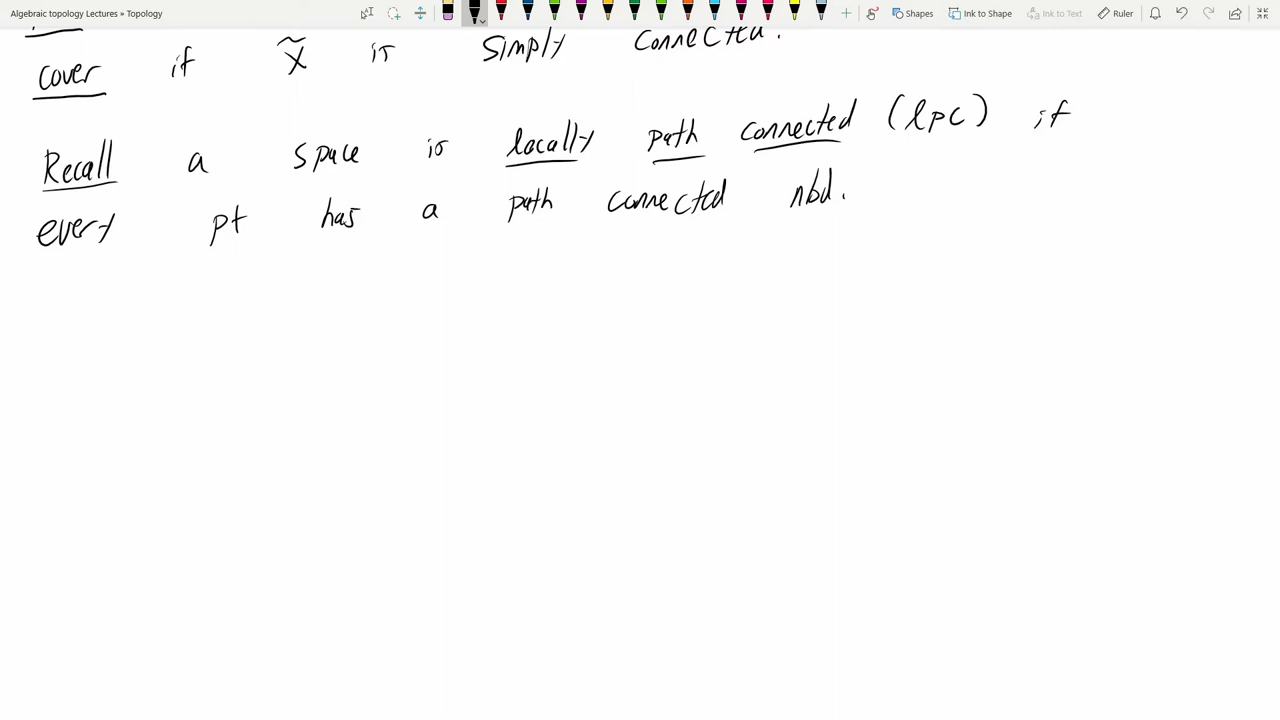 Algebraic topology Lectures » Topology
Shapes Ink to Shape Ink to Text Ruler
cover if X̃ is simply connected.
Recall a space is locally path connected (lpc) if
every pt has a path connected nbd.